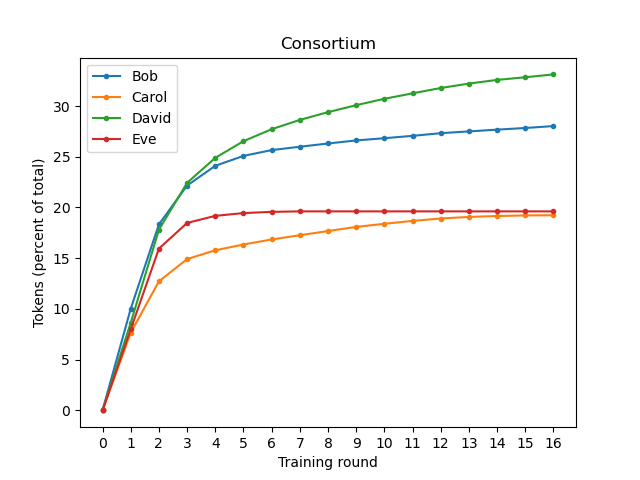 Consortium
Bob
Carol
David
Eve
Tokens (percent of total)
30
25
20
15
10
5
0
0 1 2 3 4 5 6 7 8 9 10 11 12 13 14 15 16
Training round